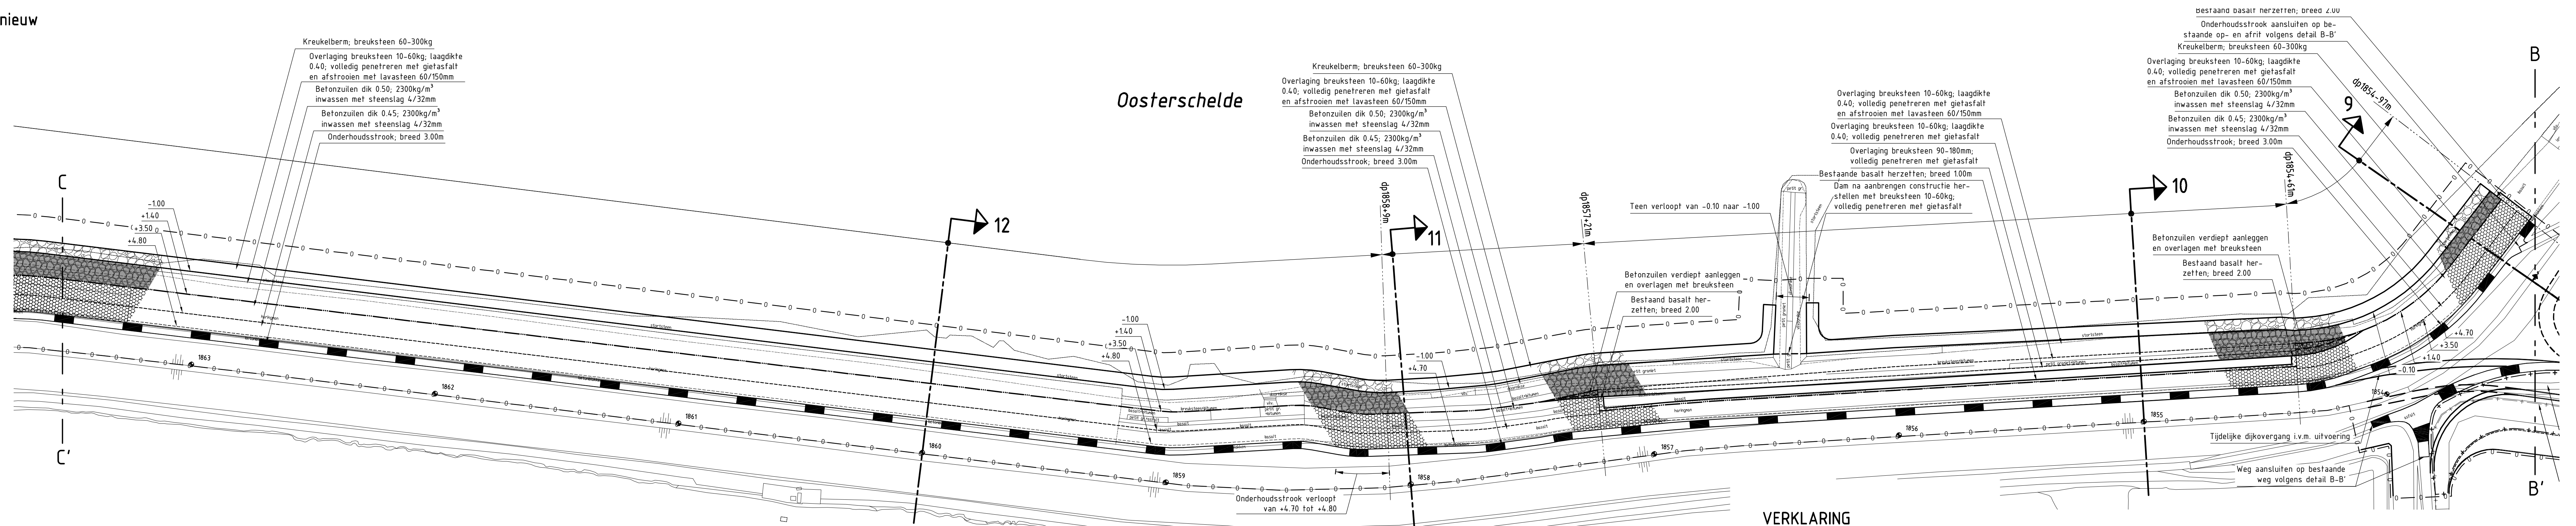 nieuw
Kreukelberm; breuksteen 60-300kg
Overlaging breuksteen 10-60kg; laagdikte
0.40; volledig penetreren met gietasfalt
en afstrooien met lavasteen 60/150mm
Betonzuilen dik 0.50; 2300kg/m³
inwassen met steenslag 4/32mm
Betonzuilen dik 0.45; 2300kg/m³
inwassen met steenslag 4/32mm
Onderhoudsstrook; breed 3.00m
C
-1.00
+1.40
+3.50
+4.80
C'
1863
1862
1861
1860
1859
12
Oosterschelde
-1.00
+1.40
+3.50
+4.80
Kreukelberm; breuksteen 60-300kg
Overlaging breuksteen 10-60kg; laagdikte
0.40; volledig penetreren met gietasfalt
en afstrooien met lavasteen 60/150mm
Betonzuilen dik 0.50; 2300kg/m³
inwassen met steenslag 4/32mm
Betonzuilen dik 0.45; 2300kg/m³
inwassen met steenslag 4/32mm
Onderhoudsstrook; breed 3.00m
dp1858+9m
11
-1.00
+4.70
1858
Onderhoudsstrook verloopt
van +4.70 tot +4.80
dp1857+21m
Betonzuilen verdiept aanleggen
en overlagen met breuksteen
Bestaand basalt her-
zetten; breed 2.00
1857
Teen verloopt van -0.10 naar -1.00
Overlaging breuksteen 10-60kg; laagdikte
0.40; volledig penetreren met gietasfalt
en afstrooien met lavasteen 60/150mm
Overlaging breuksteen 10-60kg; laagdikte
0.40; volledig penetreren met gietasfalt
Overlaging breuksteen 90-180mm;
volledig penetreren met gietasfalt
Bestaande basalt herzetten; breed 1.00m
Dam na aanbrengen constructie her-
stellen met breuksteen 10-60kg;
volledig penetreren met gietasfalt
1856
VERKLARING
10
1855
Bestaand basalt herzetten; breed 2.00
Onderhoudsstrook aansluiten op be-
staande op- en afrit volgens detail B-B'
Kreukelberm; breuksteen 60-300kg
Overlaging breuksteen 10-60kg; laagdikte
0.40; volledig penetreren met gietasfalt
en afstrooien met lavasteen 60/150mm
Betonzuilen dik 0.50; 2300kg/m³
inwassen met steenslag 4/32mm
Betonzuilen dik 0.45; 2300kg/m³
inwassen met steenslag 4/32mm
Onderhoudsstrook; breed 3.00m
dp1854+61m
dp1854-97m
9
B
Betonzuilen verdiept aanleggen
en overlagen met breuksteen
Bestaand basalt her-
zetten; breed 2.00
+4.70
+3.50
+1.40
-0.10
1854
Tijdelijke dijkovergang i.v.m. uitvoering
Weg aansluiten op bestaande
weg volgens detail B-B'
B'